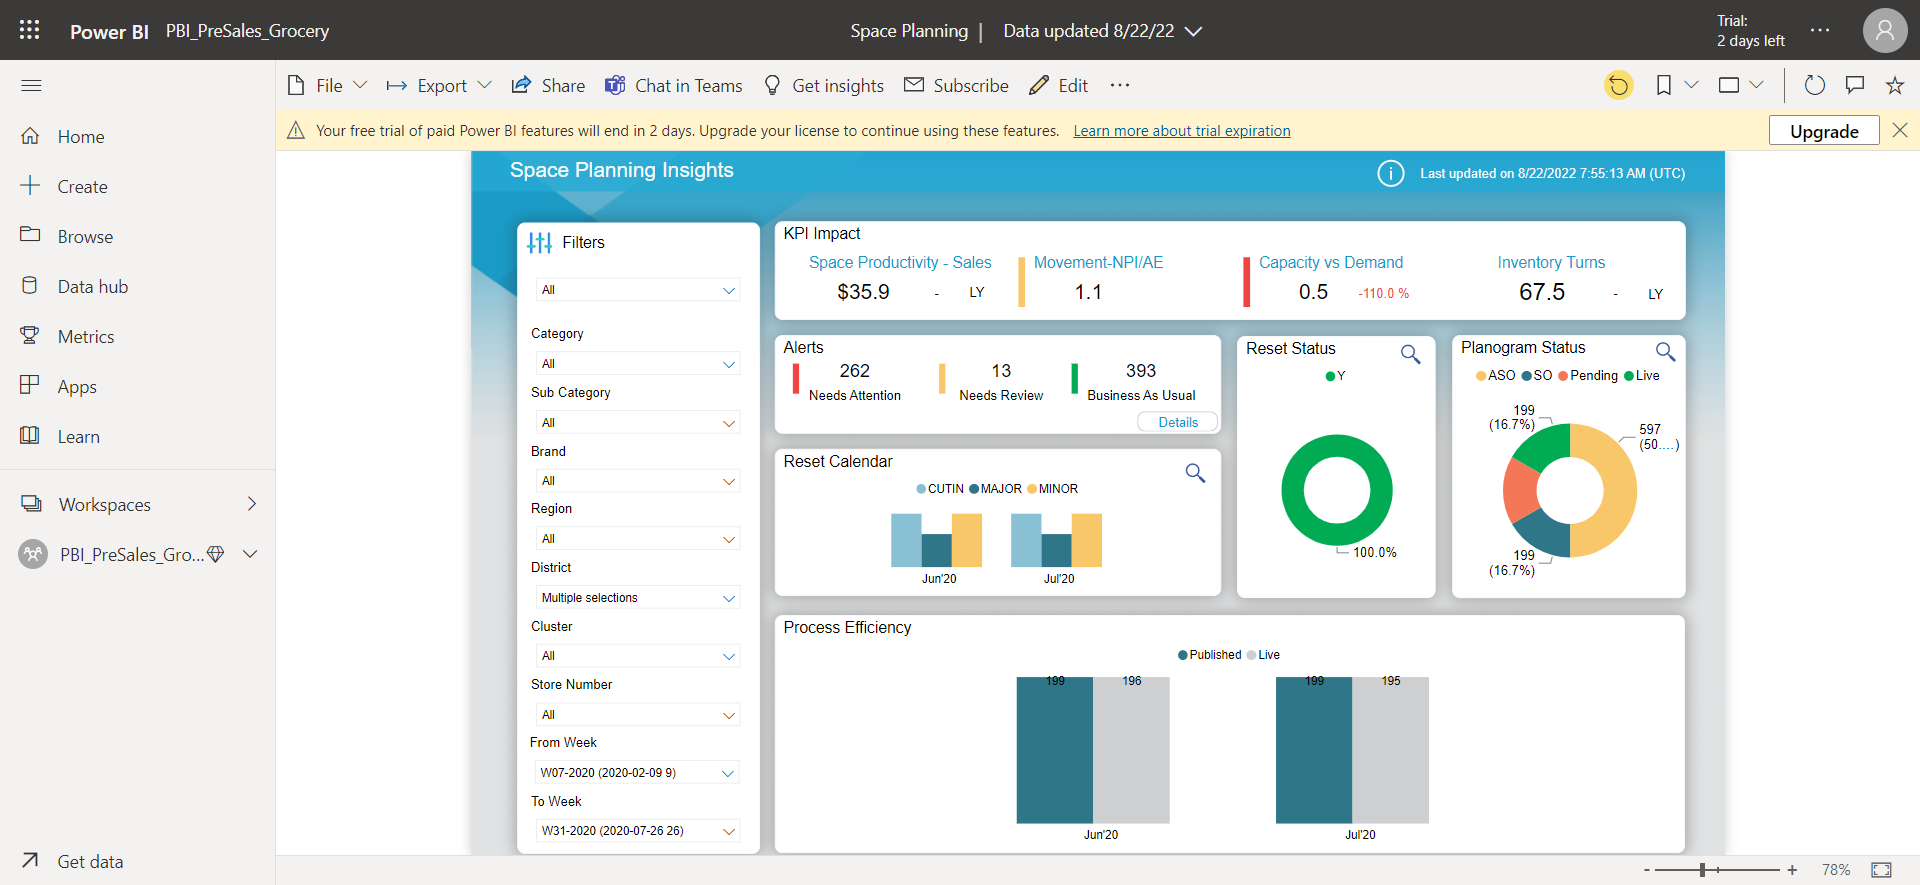 Power BI PBI_PreSales_Grocery
Space Planning | Data updated 8/22/22
Trial:
2 days left
File Export Share Chat in Teams Get insights Subscribe Edit
Your free trial of paid Power BI features will end in 2 days. Upgrade your license to continue using these features. Learn more about trial expiration
Upgrade
Home
Create
Browse
Data hub
Metrics
Apps
Learn
Workspaces
PBI_PreSales_Gro...
Get data
Space Planning Insights
Last updated on 8/22/2022 7:55:13 AM (UTC)
Filters
All
Category
All
Sub Category
All
Brand
All
Region
All
District
Multiple selections
Cluster
All
Store Number
All
From Week
W07-2020 (2020-02-09 9)
To Week
W31-2020 (2020-07-26 26)
KPI Impact
Space Productivity - Sales
$35.9 - LY
Movement-NPI/AE
1.1
Capacity vs Demand
0.5 -110.0 %
Inventory Turns
67.5 - LY
Alerts
262
Needs Attention
13
Needs Review
393
Business As Usual
Details
Reset Status
Y
100.0%
Planogram Status
ASO SO Pending Live
199
(16.7%)
597
(50....)
199
(16.7%)
Reset Calendar
CUTIN MAJOR MINOR
Jun'20 Jul'20
Process Efficiency
Published Live
199 196 199 195
Jun'20 Jul'20
- + 78%